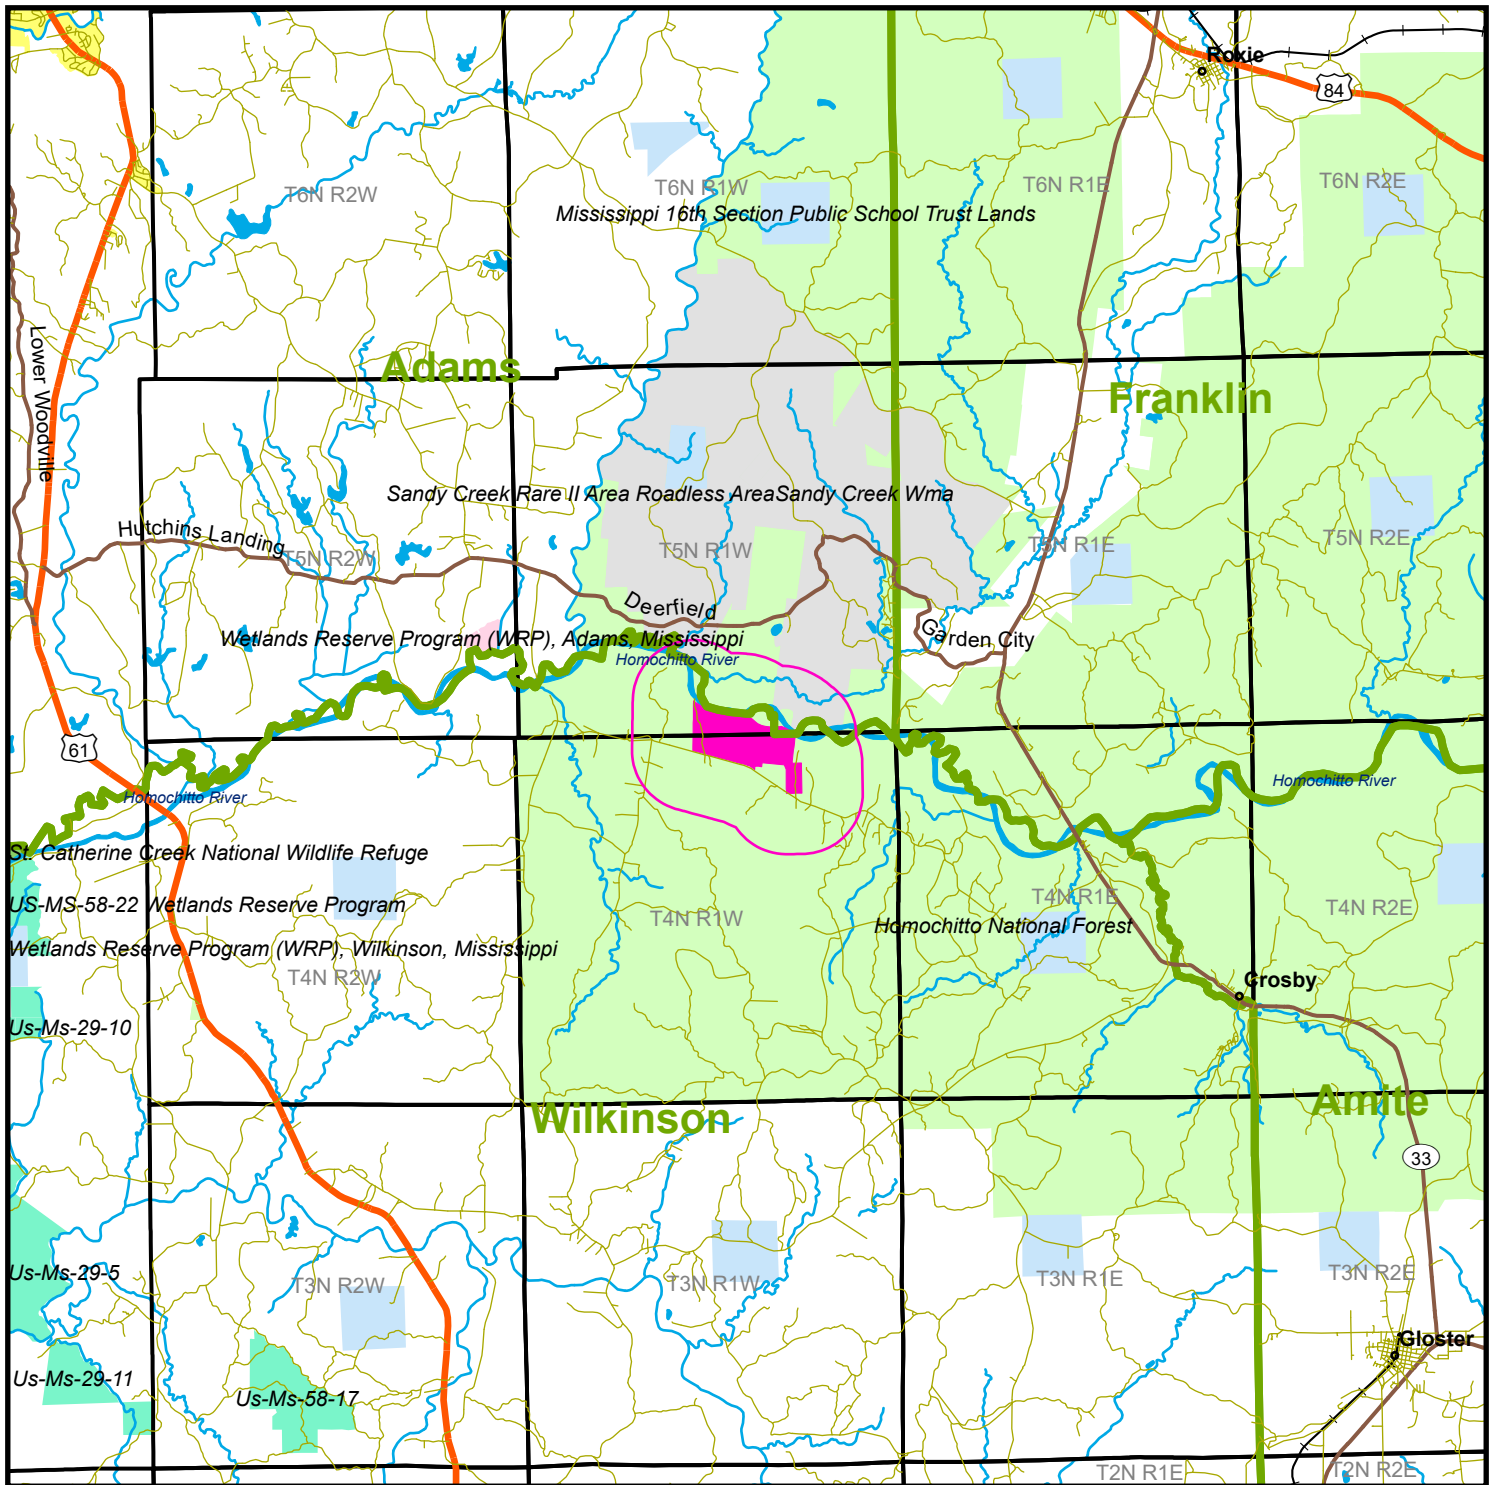 Roxie
84
T6N R2W
T6N R1W
T6N R1E
T6N R2E
Mississippi 16th Section Public School Trust Lands
Lower Woodville
Adams
Franklin
Sandy Creek Rare II Area Roadless Area
Sandy Creek Wma
Hutchins Landing
T5N R2W
T5N R1W
T5N R1E
T5N R2E
Deerfield
Garden City
Wetlands Reserve Program (WRP), Adams, Mississippi
Homochitto River
61
Homochitto River
Homochitto River
St. Catherine Creek National Wildlife Refuge
US-MS-58-22 Wetlands Reserve Program
T4N R1W
T4N R1E
T4N R2E
Homochitto National Forest
Wetlands Reserve Program (WRP), Wilkinson, Mississippi
T4N R2W
Crosby
Us-Ms-29-10
Wilkinson
Amite
33
Us-Ms-29-5
T3N R2W
T3N R1W
T3N R1E
T3N R2E
Gloster
Us-Ms-29-11
Us-Ms-58-17
T2N R1E
T2N R2E